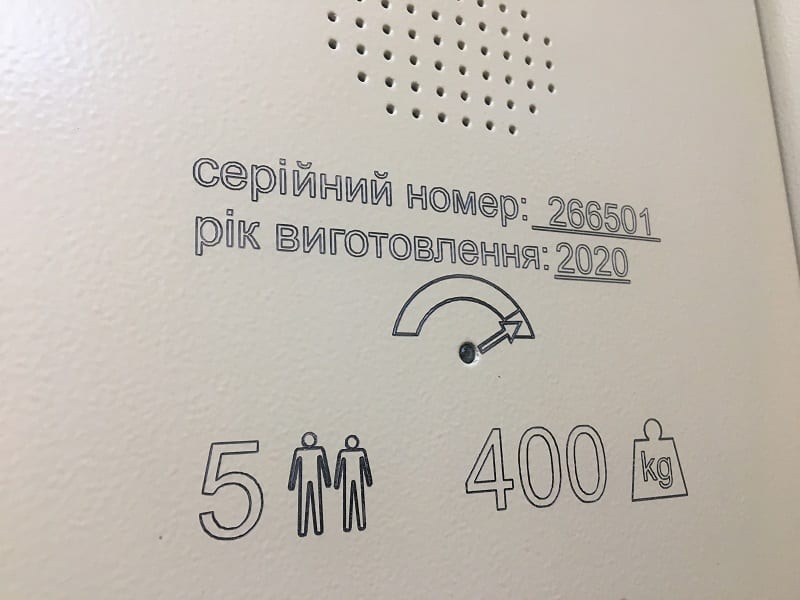 серійний номер: 266501
рік виготовлення: 2020
5 400 kg